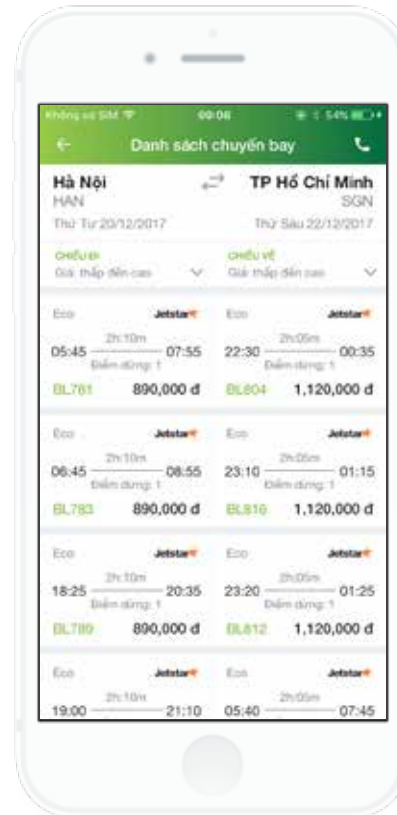 Không có SIM 09:06 54%
Danh sách chuyến bay
Hà Nội TP Hồ Chí Minh
HAN SGN
Thứ Tư 20/12/2017 Thứ Sáu 22/12/2017
CHIỀU ĐI CHIỀU VỀ
Giá: thấp đến cao Giá: thấp đến cao
Eco Jetstar Eco Jetstar
2h:10m 2h:05m
05:45 07:55 22:30 00:35
Điểm dừng: 1 Điểm dừng: 1
BL781 890,000 đ BL804 1,120,000 đ
Eco Jetstar Eco Jetstar
2h:10m 2h:05m
06:45 08:55 23:10 01:15
Điểm dừng: 1 Điểm dừng: 1
BL783 890,000 đ BL816 1,120,000 đ
Eco Jetstar Eco Jetstar
2h:10m 2h:05m
18:25 20:35 23:20 01:25
Điểm dừng: 1 Điểm dừng: 1
BL789 890,000 đ BL812 1,120,000 đ
Eco Jetstar Eco Jetstar
2h:10m 2h:05m
19:00 21:10 05:40 07:45